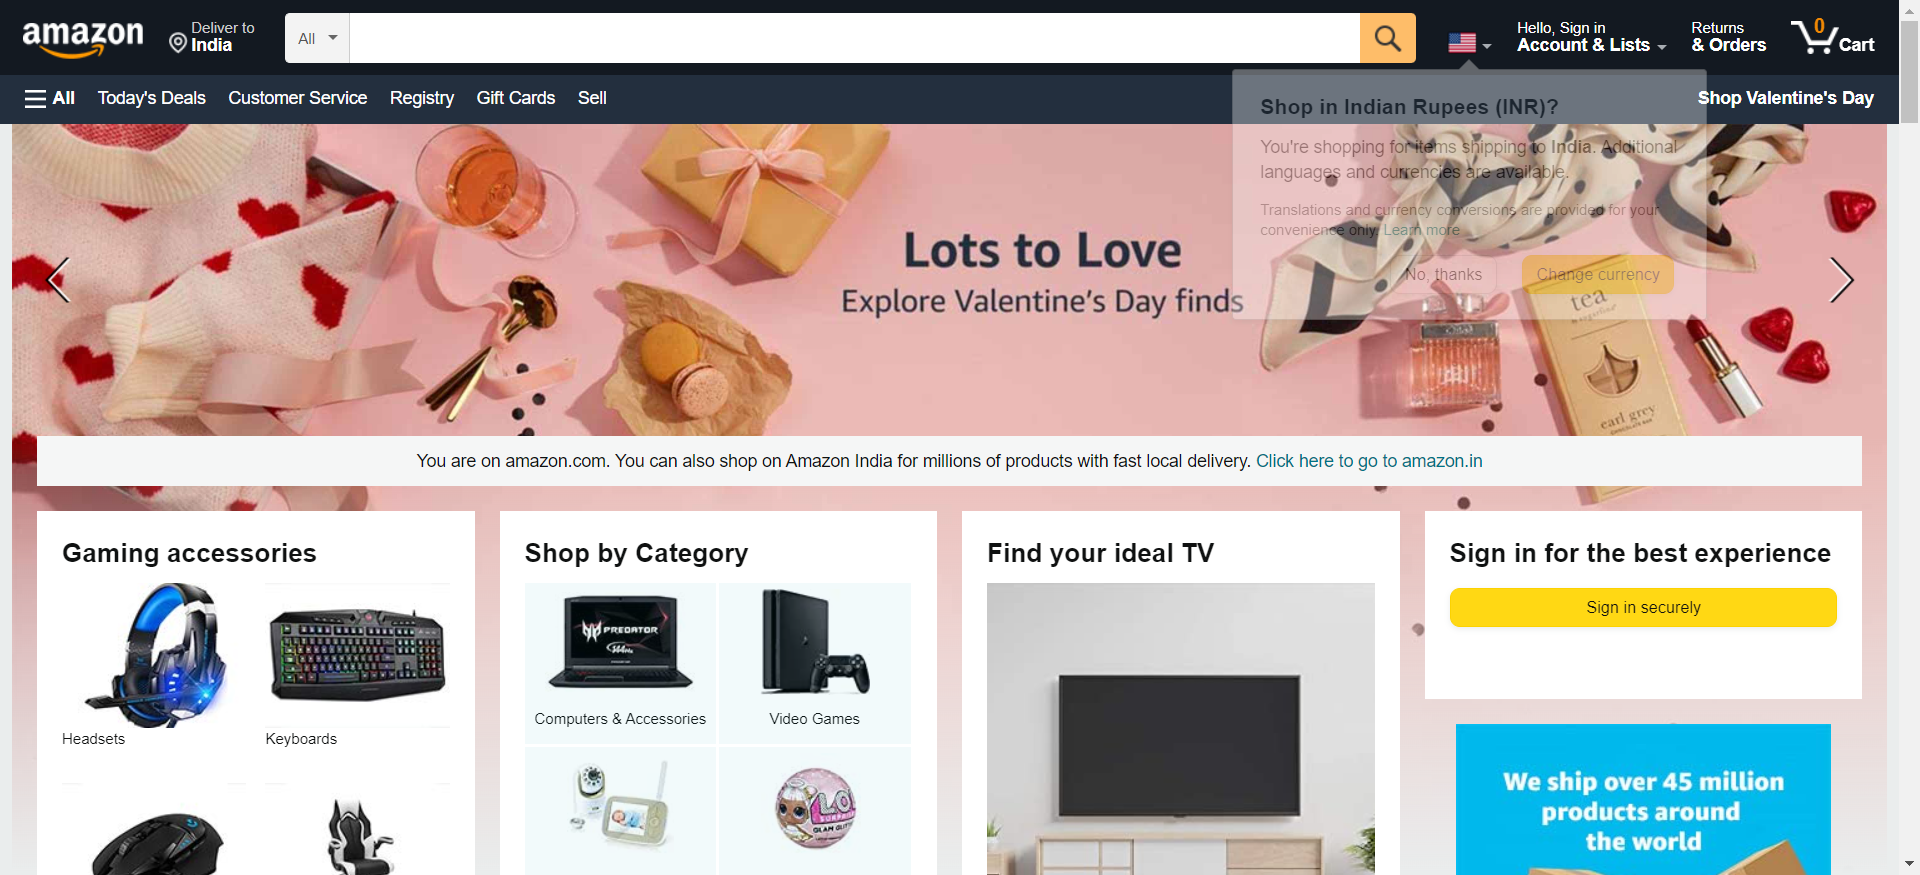 amazon
Deliver to
India
All
Hello, Sign in
Account & Lists
Returns
& Orders
0
Cart
All
Today's Deals
Customer Service
Registry
Gift Cards
Sell
Shop Valentine's Day
Shop in Indian Rupees (INR)?
You're shopping for items shipping to India. Additional
languages and currencies are available.
Translations and currency conversions are provided for your
convenience only. Learn more
No, thanks
Change currency
Lots to Love
Explore Valentine's Day finds
tea
earl grey
You are on amazon.com. You can also shop on Amazon India for millions of products with fast local delivery. Click here to go to amazon.in
Gaming accessories
Headsets
Keyboards
Shop by Category
PREDATOR
144Hz
Computers & Accessories
Video Games
L.O.L.
SURPRISE
GLAM GLITTER
Find your ideal TV
Sign in for the best experience
Sign in securely
We ship over 45 million
products around
the world